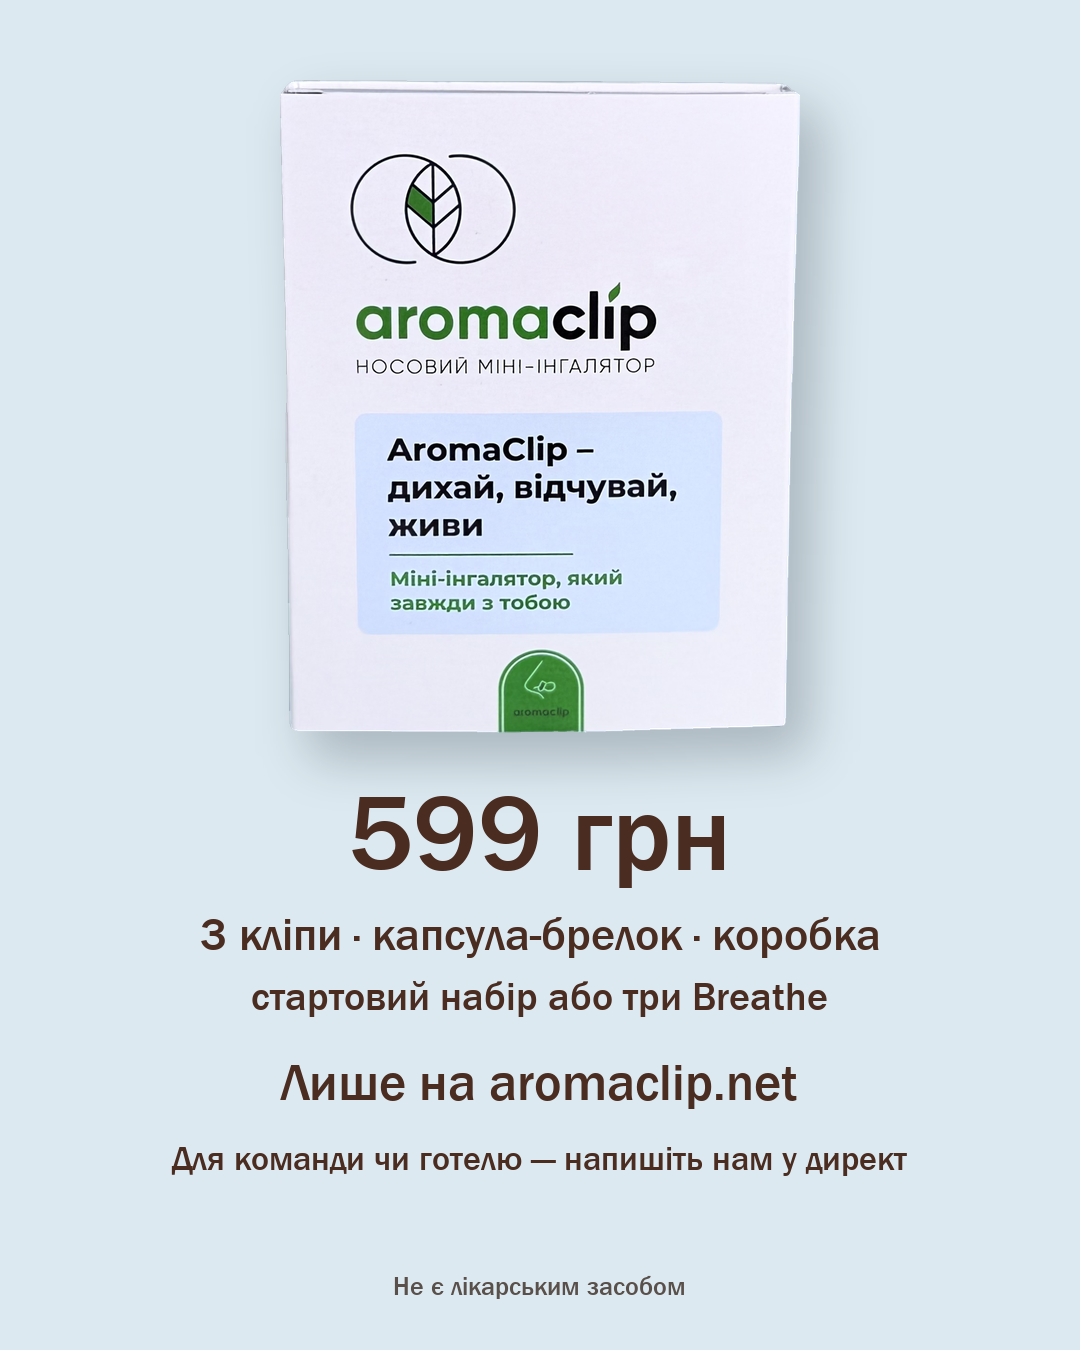 aromaclip
НОСОВИЙ МІНІ-ІНГАЛЯТОР
AromaClip –
дихай, відчувай,
живи
Міні-інгалятор, який
завжди з тобою
aromaclip
599 грн
3 кліпи · капсула-брелок · коробка
стартовий набір або три Breathe
Лише на aromaclip.net
Для команди чи готелю — напишіть нам у директ
Не є лікарським засобом